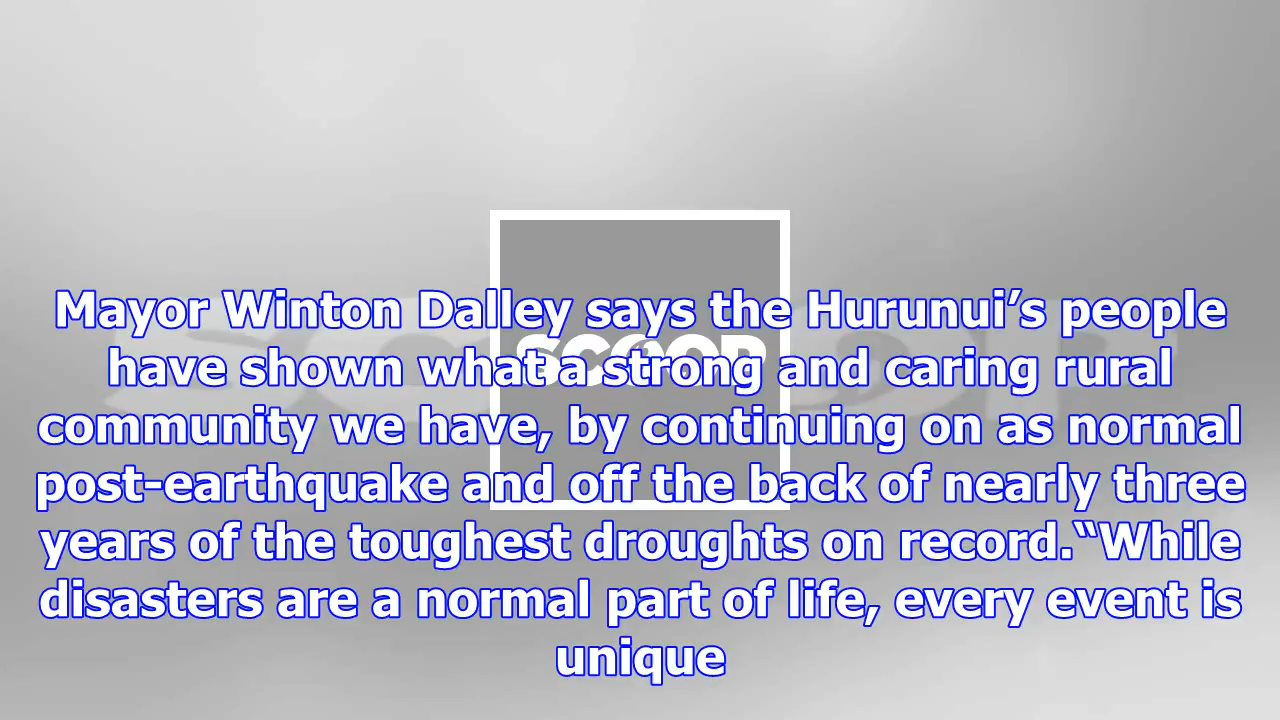 Mayor Winton Dalley says the Hurunui’s people
have shown what a strong and caring rural
community we have, by continuing on as normal
post-earthquake and off the back of nearly three
years of the toughest droughts on record.“While
disasters are a normal part of life, every event is
unique
SCOOP
SCOOP